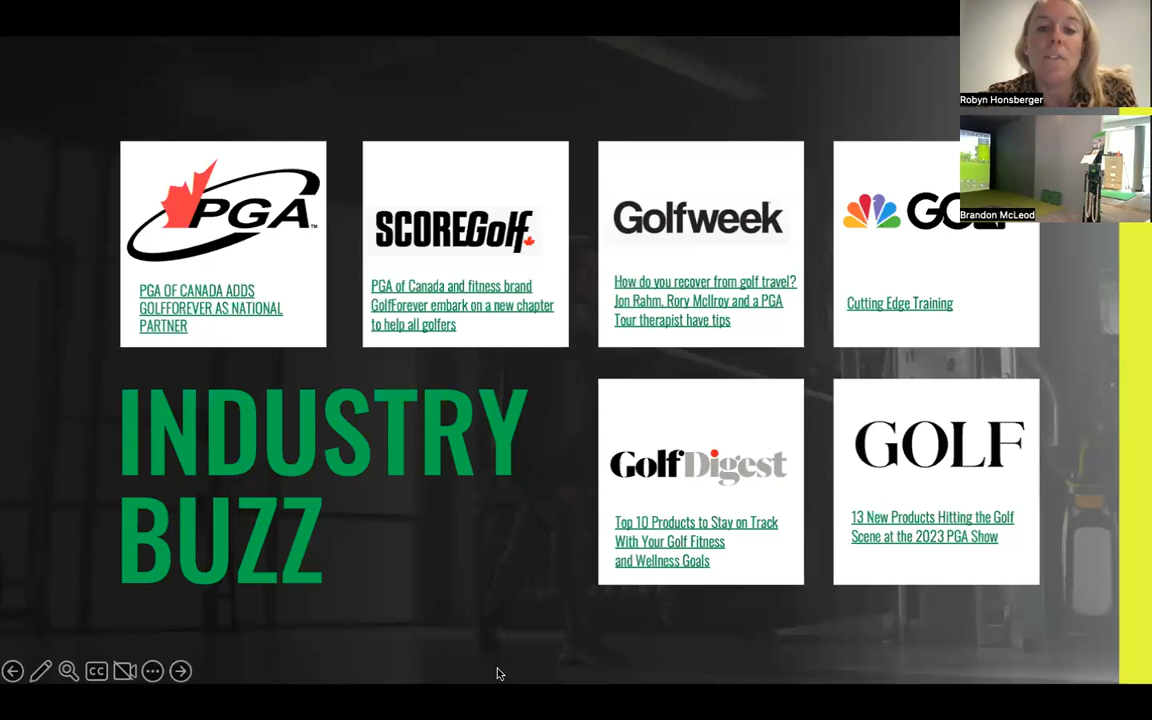 Robyn Honsberger
Brandon McLeod
PGA™
PGA OF CANADA ADDS
GOLFFOREVER AS NATIONAL
PARTNER
SCOREGolf
PGA of Canada and fitness brand
GolfForever embark on a new chapter
to help all golfers
Golfweek
How do you recover from golf travel?
Jon Rahm, Rory McIlroy and a PGA
Tour therapist have tips
Cutting Edge Training
INDUSTRY
BUZZ
GolfDigest
Top 10 Products to Stay on Track
With Your Golf Fitness
and Wellness Goals
GOLF
13 New Products Hitting the Golf
Scene at the 2023 PGA Show
CC